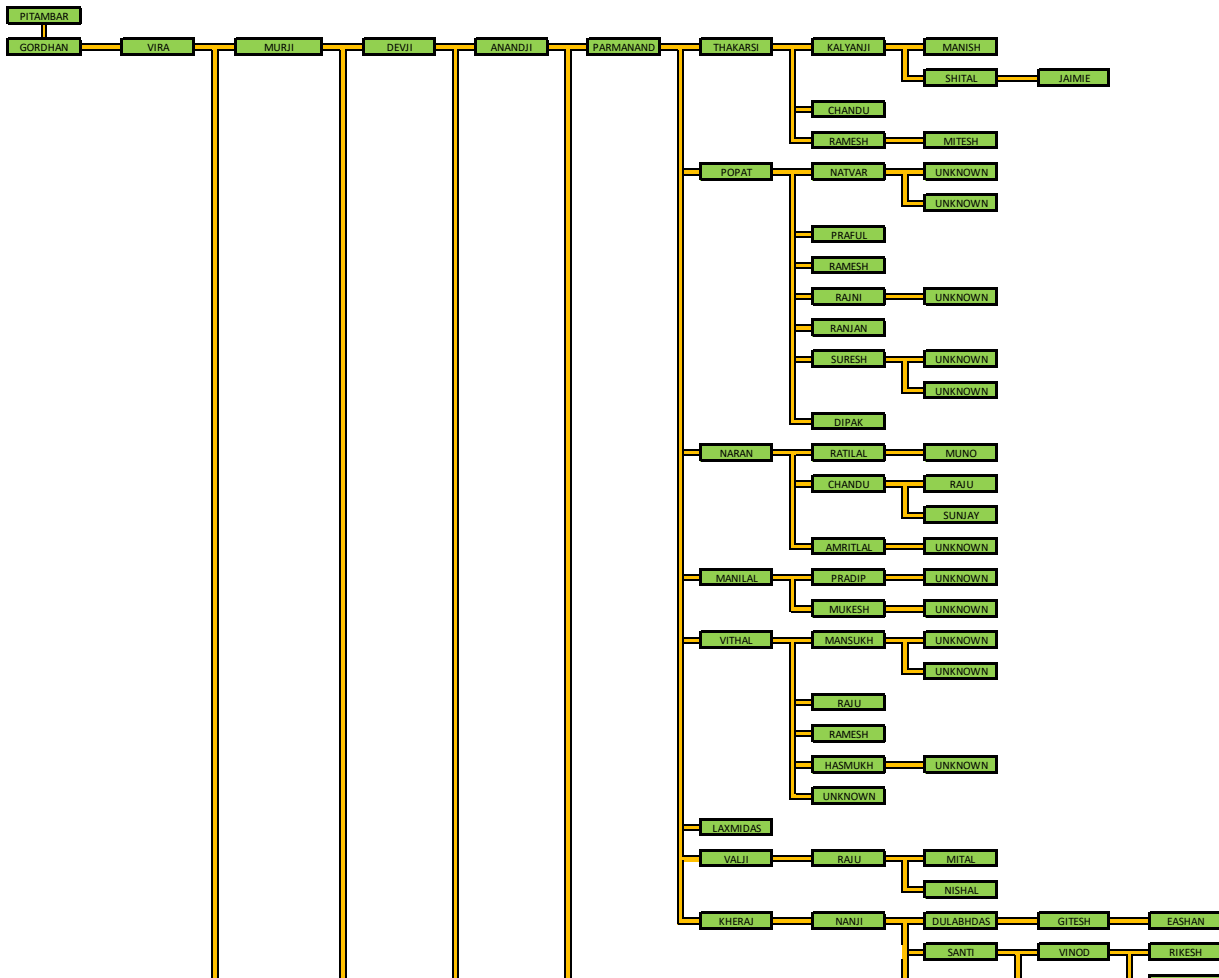 PITAMBAR
GORDHAN VIRA MURJI DEVJI ANANDJI PARMANAND THAKARSI KALYANJI MANISH
SHITAL JAIMIE
CHANDU
RAMESH MITESH
POPAT NATVAR UNKNOWN
UNKNOWN
PRAFUL
RAMESH
RAJNI UNKNOWN
RANJAN
SURESH UNKNOWN
UNKNOWN
DIPAK
NARAN RATILAL MUNO
CHANDU RAJU
SUNJAY
AMRITLAL UNKNOWN
MANILAL PRADIP UNKNOWN
MUKESH UNKNOWN
VITHAL MANSUKH UNKNOWN
UNKNOWN
RAJU
RAMESH
HASMUKH UNKNOWN
UNKNOWN
LAXMIDAS
VALJI RAJU MITAL
NISHAL
KHERAJ NANJI DULABHDAS GITESH EASHAN
SANTI VINOD RIKESH